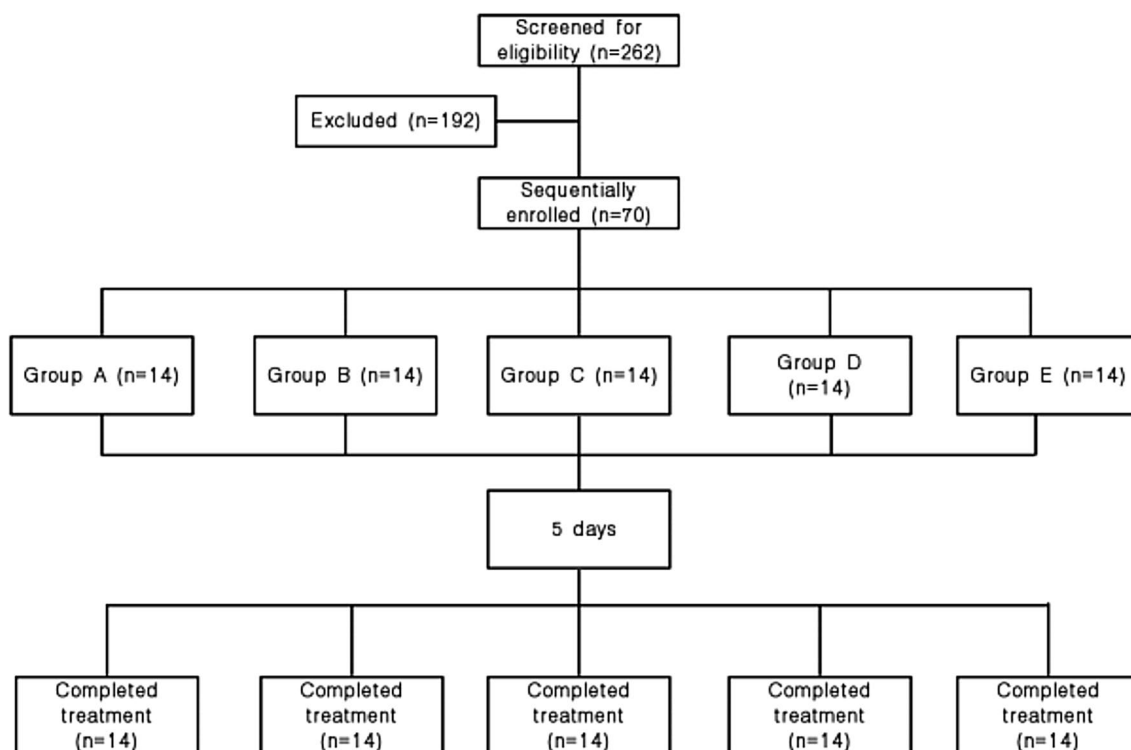 Screened for
eligibility (n=262)
Excluded (n=192)
Sequentially
enrolled (n=70)
Group A (n=14)
Group B (n=14)
Group C (n=14)
Group D
(n=14)
Group E (n=14)
5 days
Completed
treatment
(n=14)
Completed
treatment
(n=14)
Completed
treatment
(n=14)
Completed
treatment
(n=14)
Completed
treatment
(n=14)